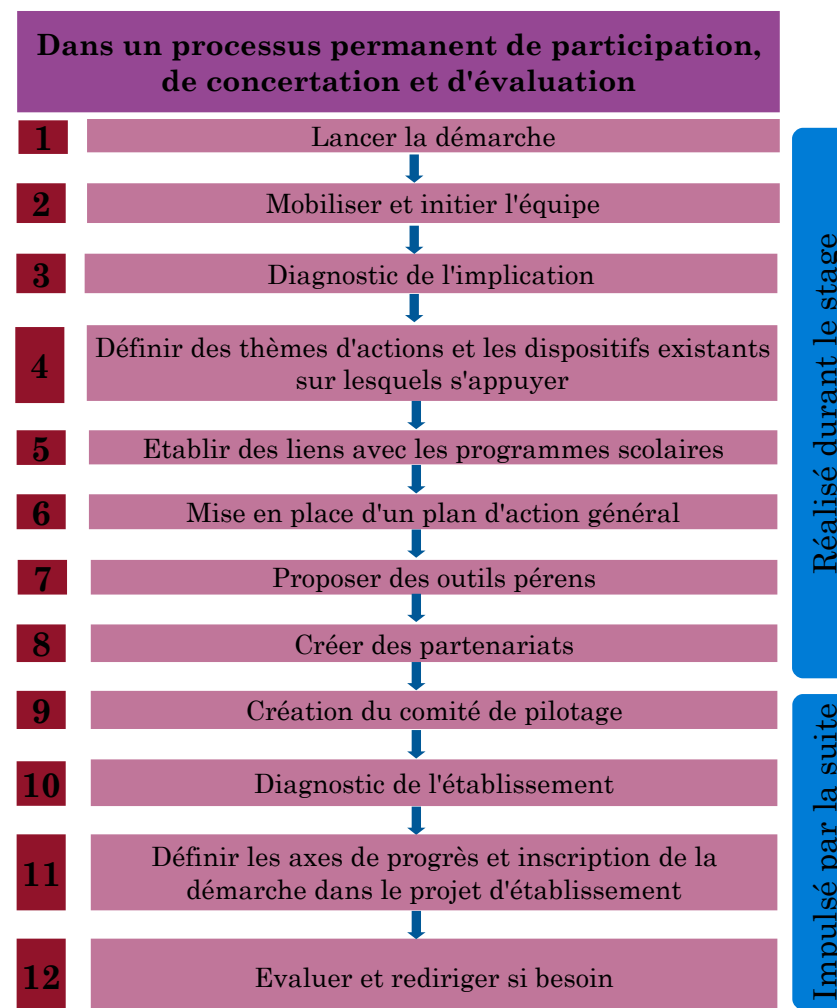 Dans un processus permanent de participation,
de concertation et d'évaluation
1 Lancer la démarche
2 Mobiliser et initier l'équipe
3 Diagnostic de l'implication
4 Définir des thèmes d'actions et les dispositifs existants
sur lesquels s'appuyer
5 Etablir des liens avec les programmes scolaires
6 Mise en place d'un plan d'action général
7 Proposer des outils pérens
8 Créer des partenariats
Réalisé durant le stage
9 Création du comité de pilotage
10 Diagnostic de l'établissement
11 Définir les axes de progrès et inscription de la
démarche dans le projet d'établissement
12 Evaluer et rediriger si besoin
Impulsé par la suite